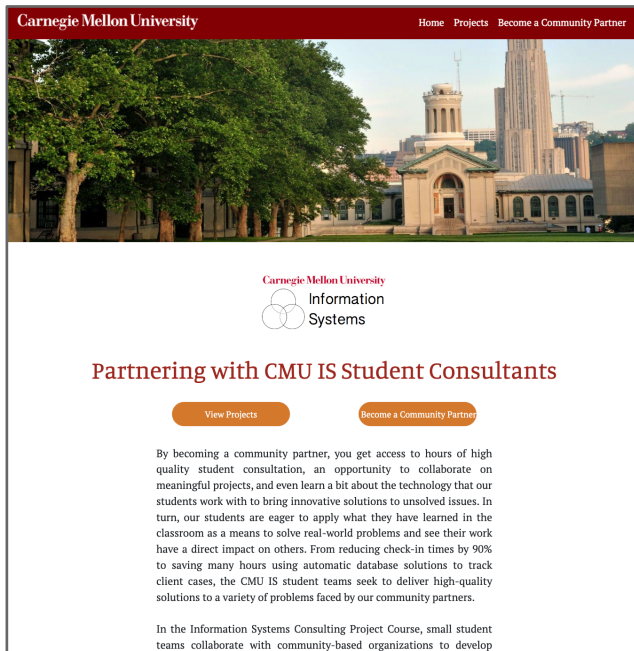 Carnegie Mellon University
Home Projects Become a Community Partner
Carnegie Mellon University
Information
Systems
Partnering with CMU IS Student Consultants
View Projects
Become a Community Partner
By becoming a community partner, you get access to hours of high
quality student consultation, an opportunity to collaborate on
meaningful projects, and even learn a bit about the technology that our
students work with to bring innovative solutions to unsolved issues. In
turn, our students are eager to apply what they have learned in the
classroom as a means to solve real-world problems and see their work
have a direct impact on others. From reducing check-in times by 90%
to saving many hours using automatic database solutions to track
client cases, the CMU IS student teams seek to deliver high-quality
solutions to a variety of problems faced by our community partners.
In the Information Systems Consulting Project Course, small student
teams collaborate with community-based organizations to develop